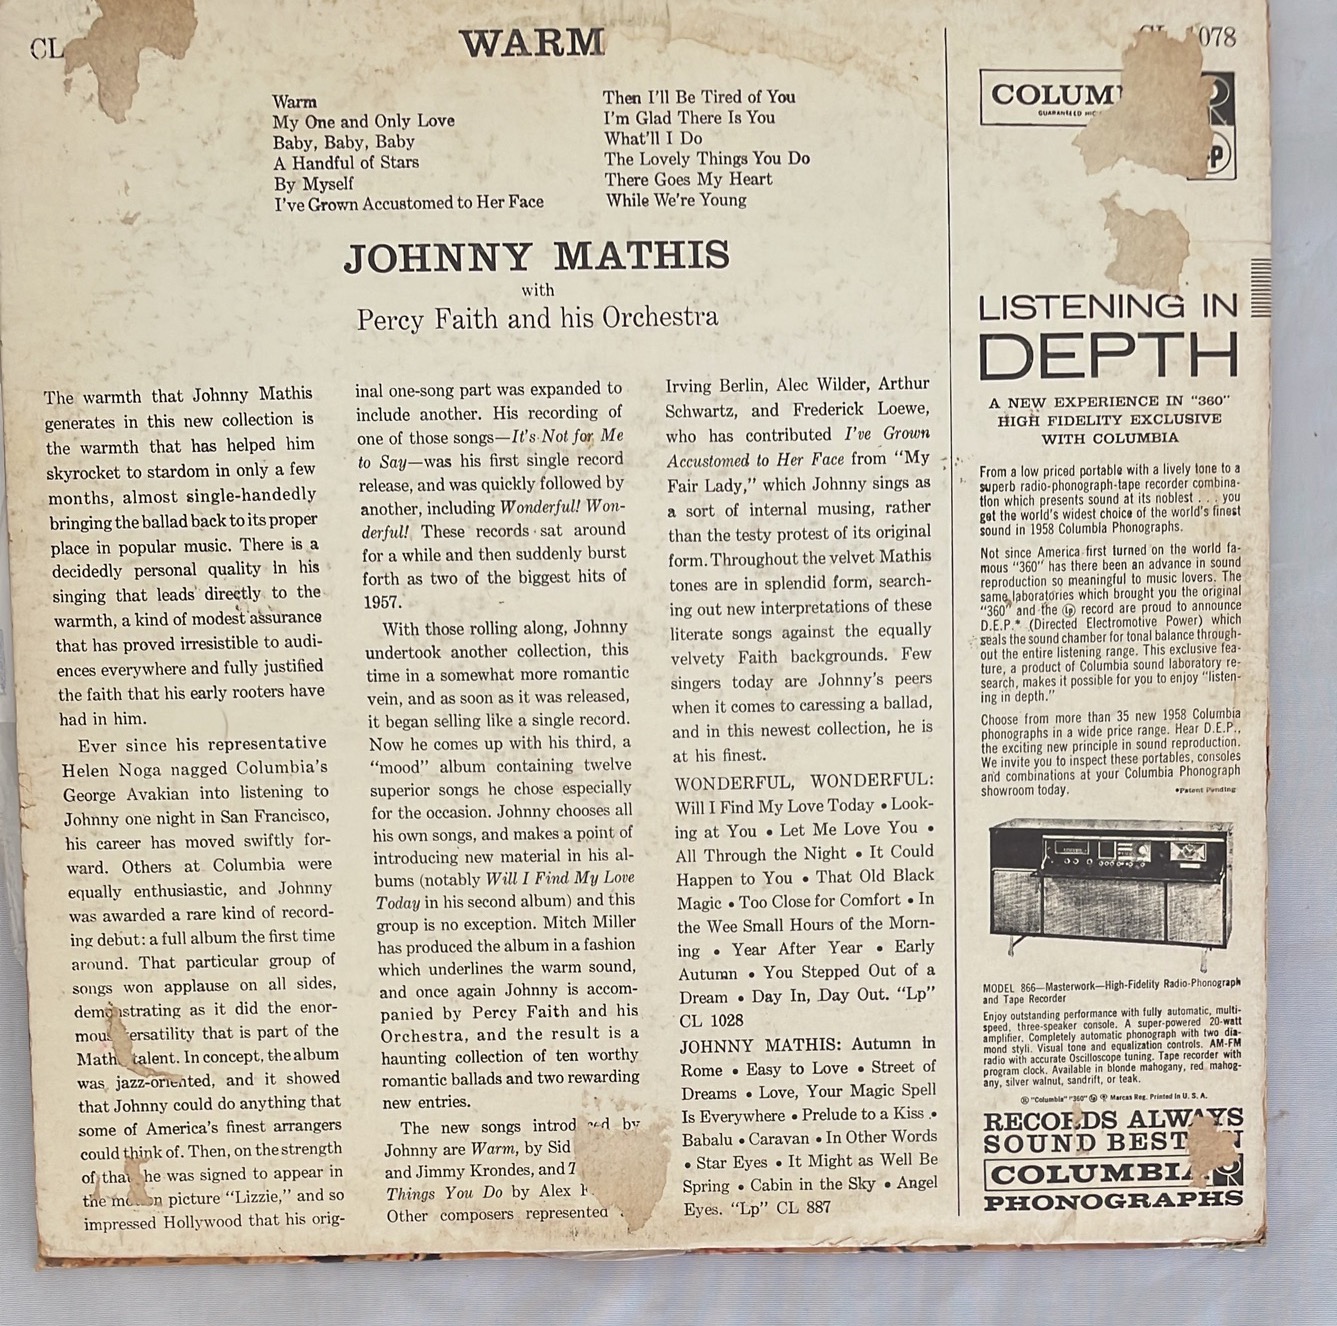 CL
WARM
078
Warm
My One and Only Love
Baby, Baby, Baby
A Handful of Stars
By Myself
I've Grown Accustomed to Her Face
Then I'll Be Tired of You
I'm Glad There Is You
What'll I Do
The Lovely Things You Do
There Goes My Heart
While We're Young
JOHNNY MATHIS
with
Percy Faith and his Orchestra
The warmth that Johnny Mathis
generates in this new collection is
the warmth that has helped him
skyrocket to stardom in only a few
months, almost single-handedly
bringing the ballad back to its proper
place in popular music. There is a
decidedly personal quality in his
singing that leads directly to the
warmth, a kind of modest assurance
that has proved irresistible to audi-
ences everywhere and fully justified
the faith that his early rooters have
had in him.
Ever since his representative
Helen Noga nagged Columbia's
George Avakian into listening to
Johnny one night in San Francisco,
his career has moved swiftly for-
ward. Others at Columbia were
equally enthusiastic, and Johnny
was awarded a rare kind of record-
ing debut: a full album the first time
around. That particular group of
songs won applause on all sides,
demonstrating as it did the enor-
mous versatility that is part of the
Math talent. In concept, the album
was jazz-oriented, and it showed
that Johnny could do anything that
some of America's finest arrangers
could think of. Then, on the strength
of that he was signed to appear in
the motion picture "Lizzie," and so
impressed Hollywood that his orig-
inal one-song part was expanded to
include another. His recording of
one of those songs—It's Not for Me
to Say—was his first single record
release, and was quickly followed by
another, including Wonderful! Won-
derful! These records sat around
for a while and then suddenly burst
forth as two of the biggest hits of
1957.
With those rolling along, Johnny
undertook another collection, this
time in a somewhat more romantic
vein, and as soon as it was released,
it began selling like a single record.
Now he comes up with his third, a
"mood" album containing twelve
superior songs he chose especially
for the occasion. Johnny chooses all
his own songs, and makes a point of
introducing new material in his al-
bums (notably Will I Find My Love
Today in his second album) and this
group is no exception. Mitch Miller
has produced the album in a fashion
which underlines the warm sound,
and once again Johnny is accom-
panied by Percy Faith and his
Orchestra, and the result is a
haunting collection of ten worthy
romantic ballads and two rewarding
new entries.
The new songs introduced by
Johnny are Warm, by Sid
and Jimmy Krondes, and
Things You Do by Alex
Other composers represented
Irving Berlin, Alec Wilder, Arthur
Schwartz, and Frederick Loewe,
who has contributed I've Grown
Accustomed to Her Face from "My
Fair Lady," which Johnny sings as
a sort of internal musing, rather
than the testy protest of its original
form. Throughout the velvet Mathis
tones are in splendid form, search-
ing out new interpretations of these
literate songs against the equally
velvety Faith backgrounds. Few
singers today are Johnny's peers
when it comes to caressing a ballad,
and in this newest collection, he is
at his finest.
WONDERFUL, WONDERFUL:
Will I Find My Love Today • Look-
ing at You • Let Me Love You •
All Through the Night • It Could
Happen to You • That Old Black
Magic • Too Close for Comfort • In
the Wee Small Hours of the Morn-
ing • Year After Year • Early
Autumn • You Stepped Out of a
Dream • Day In, Day Out. "Lp"
CL 1028
JOHNNY MATHIS: Autumn in
Rome • Easy to Love • Street of
Dreams • Love, Your Magic Spell
Is Everywhere • Prelude to a Kiss •
Babalu • Caravan • In Other Words
• Star Eyes • It Might as Well Be
Spring • Cabin in the Sky • Angel
Eyes. "Lp" CL 887
COLUM
LISTENING IN
DEPTH
A NEW EXPERIENCE IN "360"
HIGH FIDELITY EXCLUSIVE
WITH COLUMBIA
From a low priced portable with a lively tone to a
superb radio-phonograph-tape recorder combina-
tion which presents sound at its noblest . . . you
get the world's widest choice of the world's finest
sound in 1958 Columbia Phonographs.
Not since America first turned on the world fa-
mous "360" has there been an advance in sound
reproduction so meaningful to music lovers. The
same laboratories which brought you the original
"360" and the Lp record are proud to announce
D.E.P.* (Directed Electromotive Power) which
seals the sound chamber for tonal balance through-
out the entire listening range. This exclusive fea-
ture, a product of Columbia sound laboratory re-
search, makes it possible for you to enjoy "listen-
ing in depth."
Choose from more than 35 new 1958 Columbia
phonographs in a wide price range. Hear D.E.P.,
the exciting new principle in sound reproduction.
We invite you to inspect these portables, consoles
and combinations at your Columbia Phonograph
showroom today. *Patent Pending
MODEL 866—Masterwork—High-Fidelity Radio-Phonograph
and Tape Recorder
Enjoy outstanding performance with fully automatic, multi-
speed, three-speaker console. A super-powered 20-watt
amplifier. Completely automatic phonograph with two dia-
mond styli. Visual tone and equalization controls. AM-FM
radio with accurate Oscilloscope tuning. Tape recorder with
program clock. Available in blonde mahogany, red mahog-
any, silver walnut, sandrift, or teak.
® "Columbia" "360" Marcas Reg. Printed in U. S. A.
RECORDS ALWAYS
SOUND BEST
COLUMBIA
PHONOGRAPHS